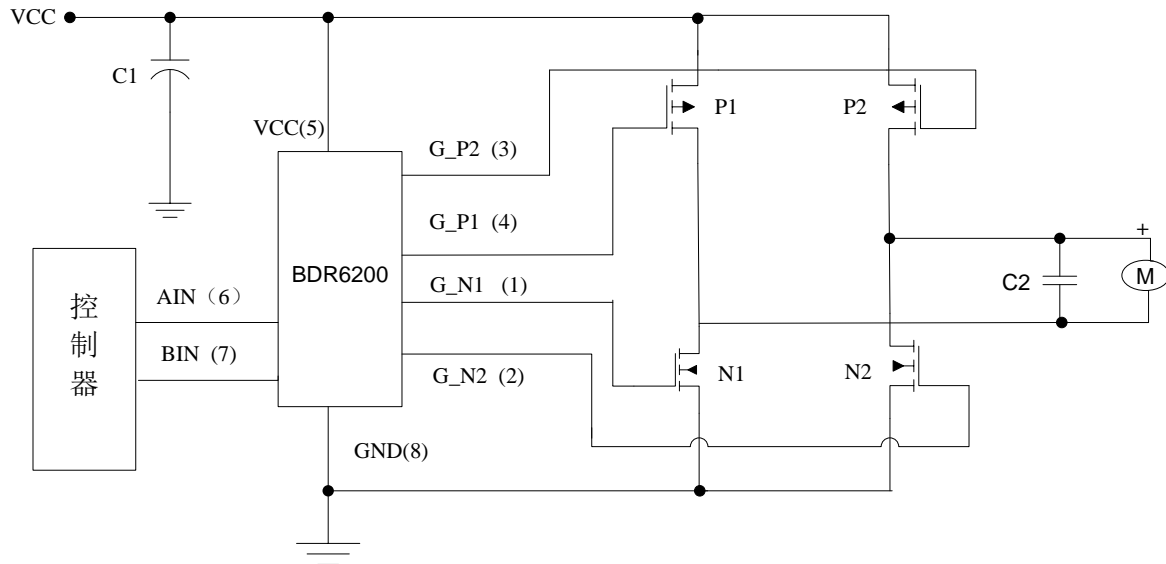 VCC
C1
VCC(5)
G_P2 (3)
G_P1 (4)
G_N1 (1)
G_N2 (2)
BDR6200
控制器
AIN（6）
BIN (7)
GND(8)
P1
P2
N1
N2
C2
+
M